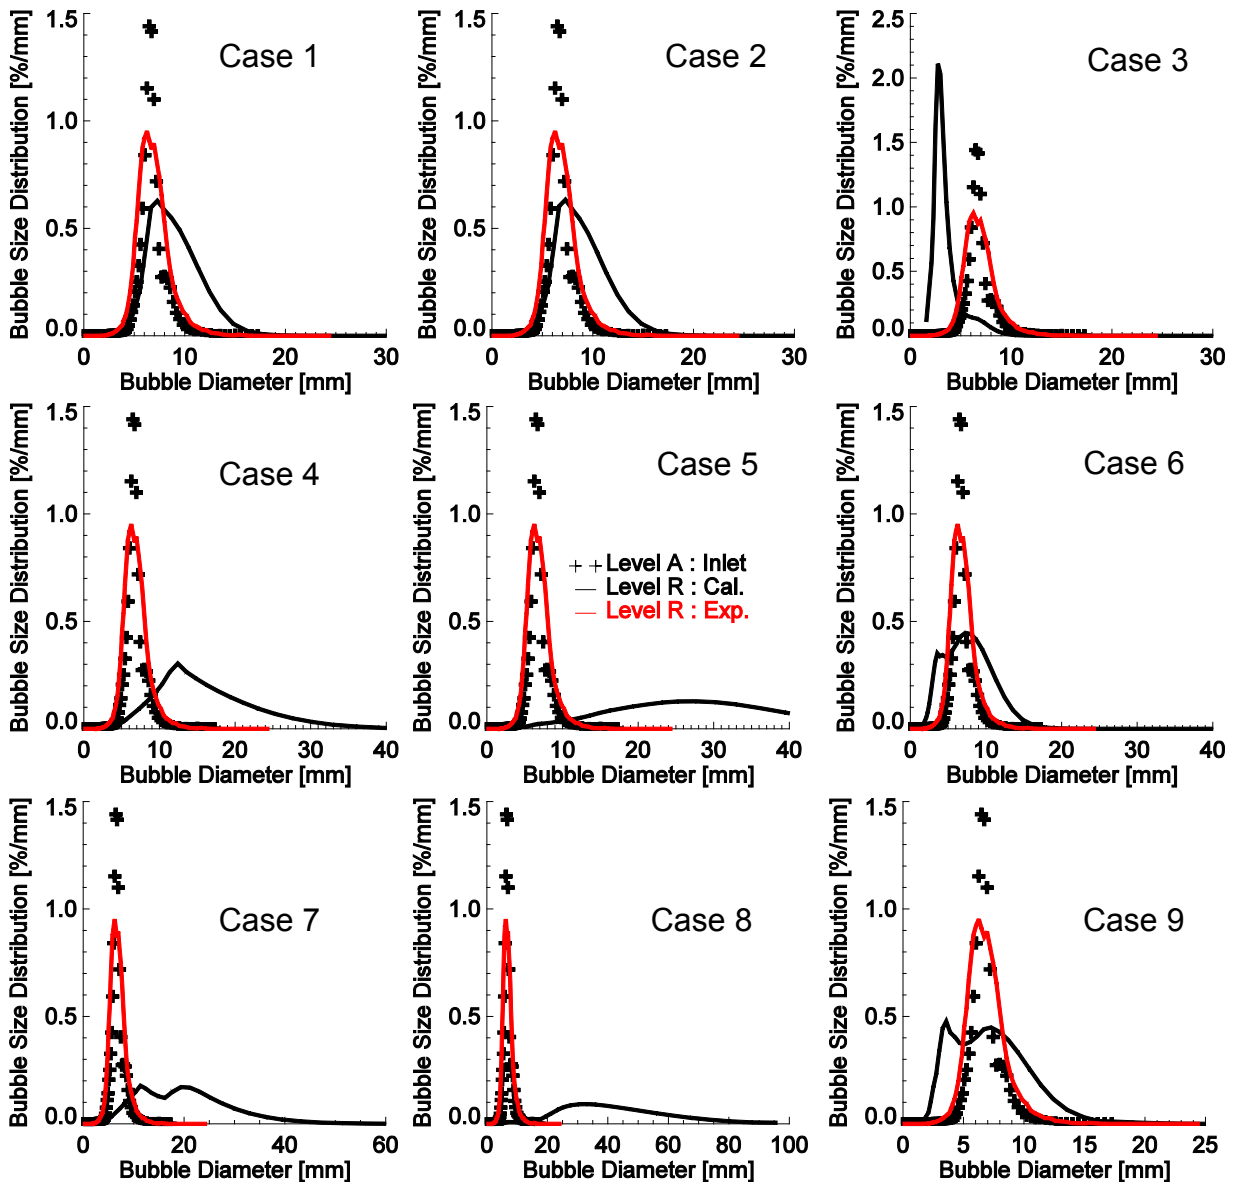 Bubble Size Distribution [%/mm]
1.5
1.0
0.5
0.0
Case 1
0 10 20 30
Bubble Diameter [mm]
Bubble Size Distribution [%/mm]
1.5
1.0
0.5
0.0
Case 2
0 10 20 30
Bubble Diameter [mm]
Bubble Size Distribution [%/mm]
2.5
2.0
1.5
1.0
0.5
0.0
Case 3
0 10 20 30
Bubble Diameter [mm]
Bubble Size Distribution [%/mm]
1.5
1.0
0.5
0.0
Case 4
0 10 20 30 40
Bubble Diameter [mm]
Bubble Size Distribution [%/mm]
1.5
1.0
0.5
0.0
Case 5
++ Level A : Inlet
— Level R : Cal.
— Level R : Exp.
0 10 20 30 40
Bubble Diameter [mm]
Bubble Size Distribution [%/mm]
1.5
1.0
0.5
0.0
Case 6
0 10 20 30 40
Bubble Diameter [mm]
Bubble Size Distribution [%/mm]
1.5
1.0
0.5
0.0
Case 7
0 20 40 60
Bubble Diameter [mm]
Bubble Size Distribution [%/mm]
1.5
1.0
0.5
0.0
Case 8
0 20 40 60 80 100
Bubble Diameter [mm]
Bubble Size Distribution [%/mm]
1.5
1.0
0.5
0.0
Case 9
0 5 10 15 20 25
Bubble Diameter [mm]